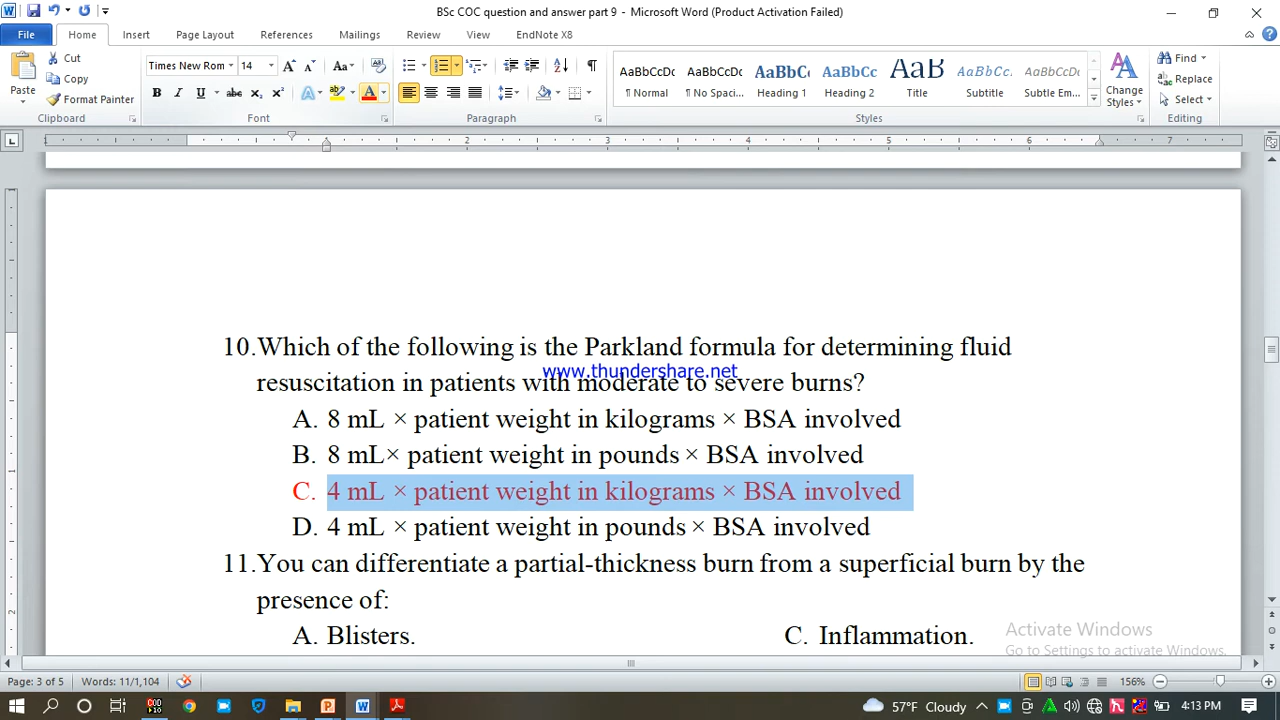 BSc COC question and answer part 9 - Microsoft Word (Product Activation Failed)
File Home Insert Page Layout References Mailings Review View EndNote X8
Paste
Cut
Copy
Format Painter
Clipboard
Times New Rom 14
Font
Paragraph
AaBbCcDc AaBbCcDc AaBbCc AaBbCc AaB AaBbCcL AaBbCcDc
¶ Normal ¶ No Spaci... Heading 1 Heading 2 Title Subtitle Subtle Em...
Styles
Change
Styles
Find
Replace
Select
Editing
1 2 3 4 5 6 7
10.Which of the following is the Parkland formula for determining fluid
www.thundershare.net
resuscitation in patients with moderate to severe burns?
A. 8 mL × patient weight in kilograms × BSA involved
B. 8 mL× patient weight in pounds × BSA involved
C. 4 mL × patient weight in kilograms × BSA involved
D. 4 mL × patient weight in pounds × BSA involved
11.You can differentiate a partial-thickness burn from a superficial burn by the
presence of:
A. Blisters. C. Inflammation.
Activate Windows
Go to Settings to activate Windows.
Page: 3 of 5 Words: 11/1,104 156%
57°F Cloudy 4:13 PM